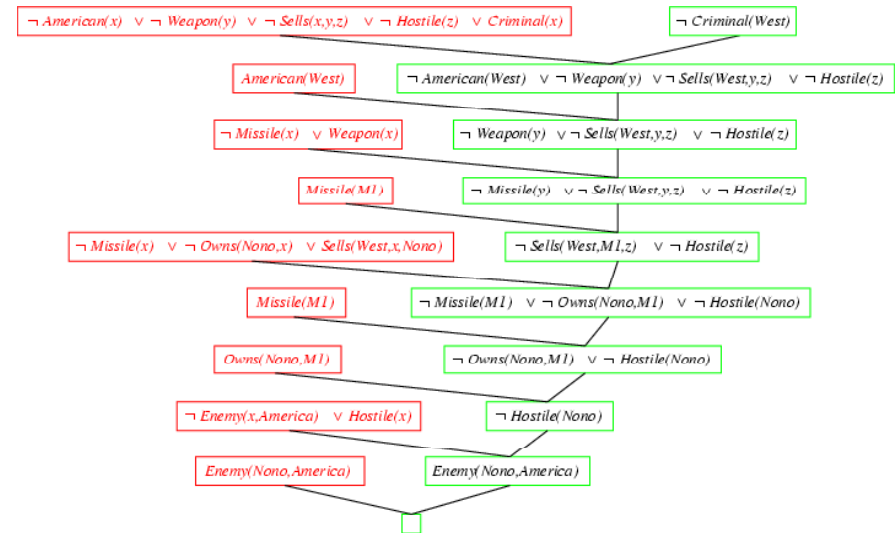 ¬ American(x) ∨ ¬ Weapon(y) ∨ ¬ Sells(x,y,z) ∨ ¬ Hostile(z) ∨ Criminal(x) ¬ Criminal(West)
American(West) ¬ American(West) ∨ ¬ Weapon(y) ∨ ¬ Sells(West,y,z) ∨ ¬ Hostile(z)
¬ Missile(x) ∨ Weapon(x) ¬ Weapon(y) ∨ ¬ Sells(West,y,z) ∨ ¬ Hostile(z)
Missile(M1) ¬ Missile(y) ∨ ¬ Sells(West,y,z) ∨ ¬ Hostile(z)
¬ Missile(x) ∨ ¬ Owns(Nono,x) ∨ Sells(West,x,Nono) ¬ Sells(West,M1,z) ∨ ¬ Hostile(z)
Missile(M1) ¬ Missile(M1) ∨ ¬ Owns(Nono,M1) ∨ ¬ Hostile(Nono)
Owns(Nono,M1) ¬ Owns(Nono,M1) ∨ ¬ Hostile(Nono)
¬ Enemy(x,America) ∨ Hostile(x) ¬ Hostile(Nono)
Enemy(Nono,America) Enemy(Nono,America)